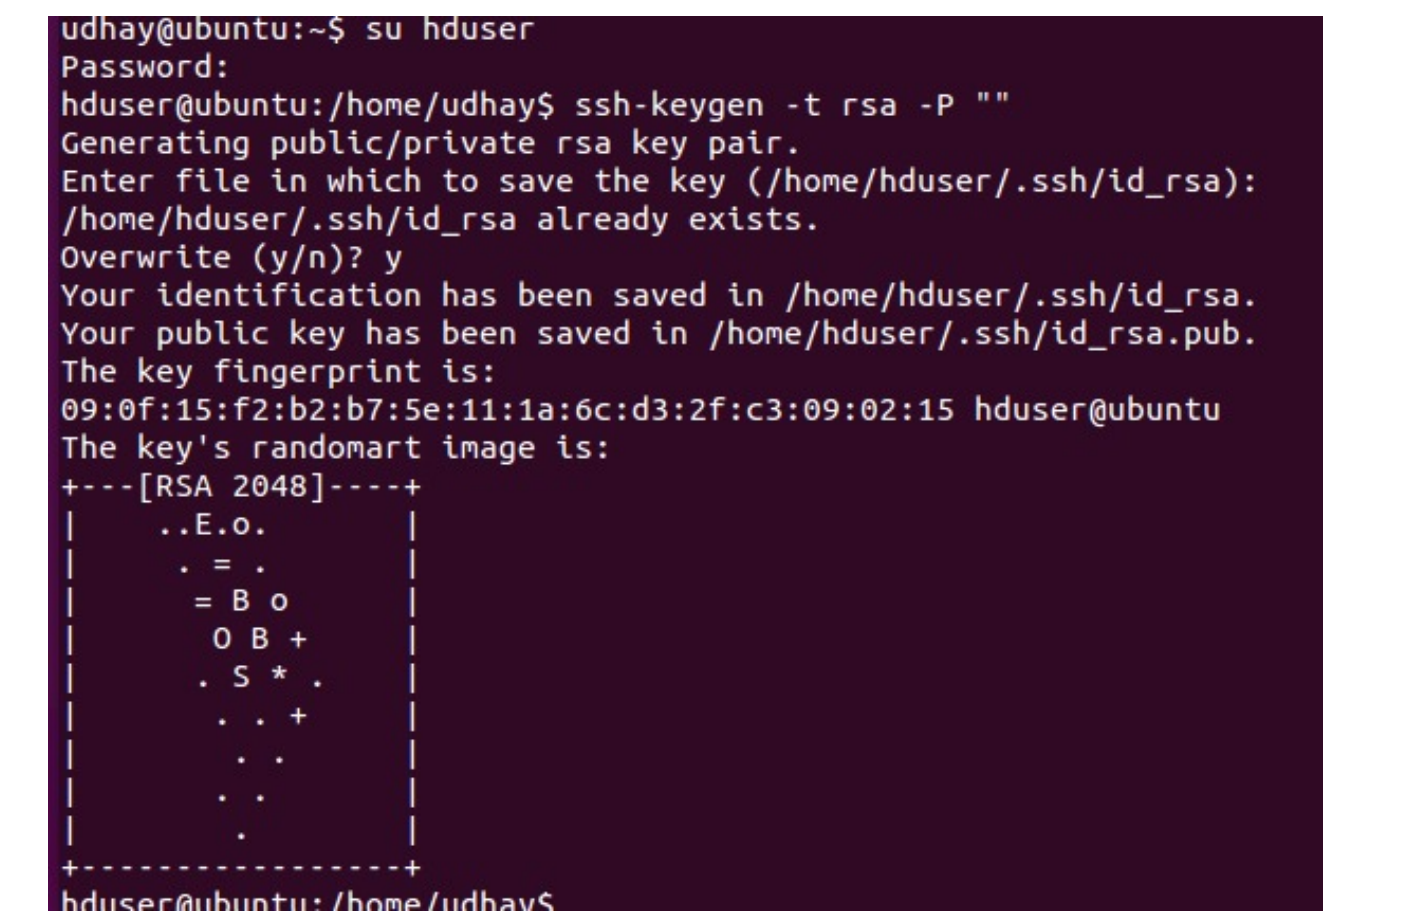 udhay@ubuntu:~$ su hduser
Password:
hduser@ubuntu:/home/udhay$ ssh-keygen -t rsa -P ""
Generating public/private rsa key pair.
Enter file in which to save the key (/home/hduser/.ssh/id_rsa):
/home/hduser/.ssh/id_rsa already exists.
Overwrite (y/n)? y
Your identification has been saved in /home/hduser/.ssh/id_rsa.
Your public key has been saved in /home/hduser/.ssh/id_rsa.pub.
The key fingerprint is:
09:0f:15:f2:b2:b7:5e:11:1a:6c:d3:2f:c3:09:02:15 hduser@ubuntu
The key's randomart image is:
+---[RSA 2048]----+
|    ..E.o.       |
|     . = .       |
|      = B o      |
|       O B +     |
|      . S * .    |
|       . . +     |
|        . .      |
|       . .       |
|        .        |
+-----------------+
hduser@ubuntu:/home/udhay$